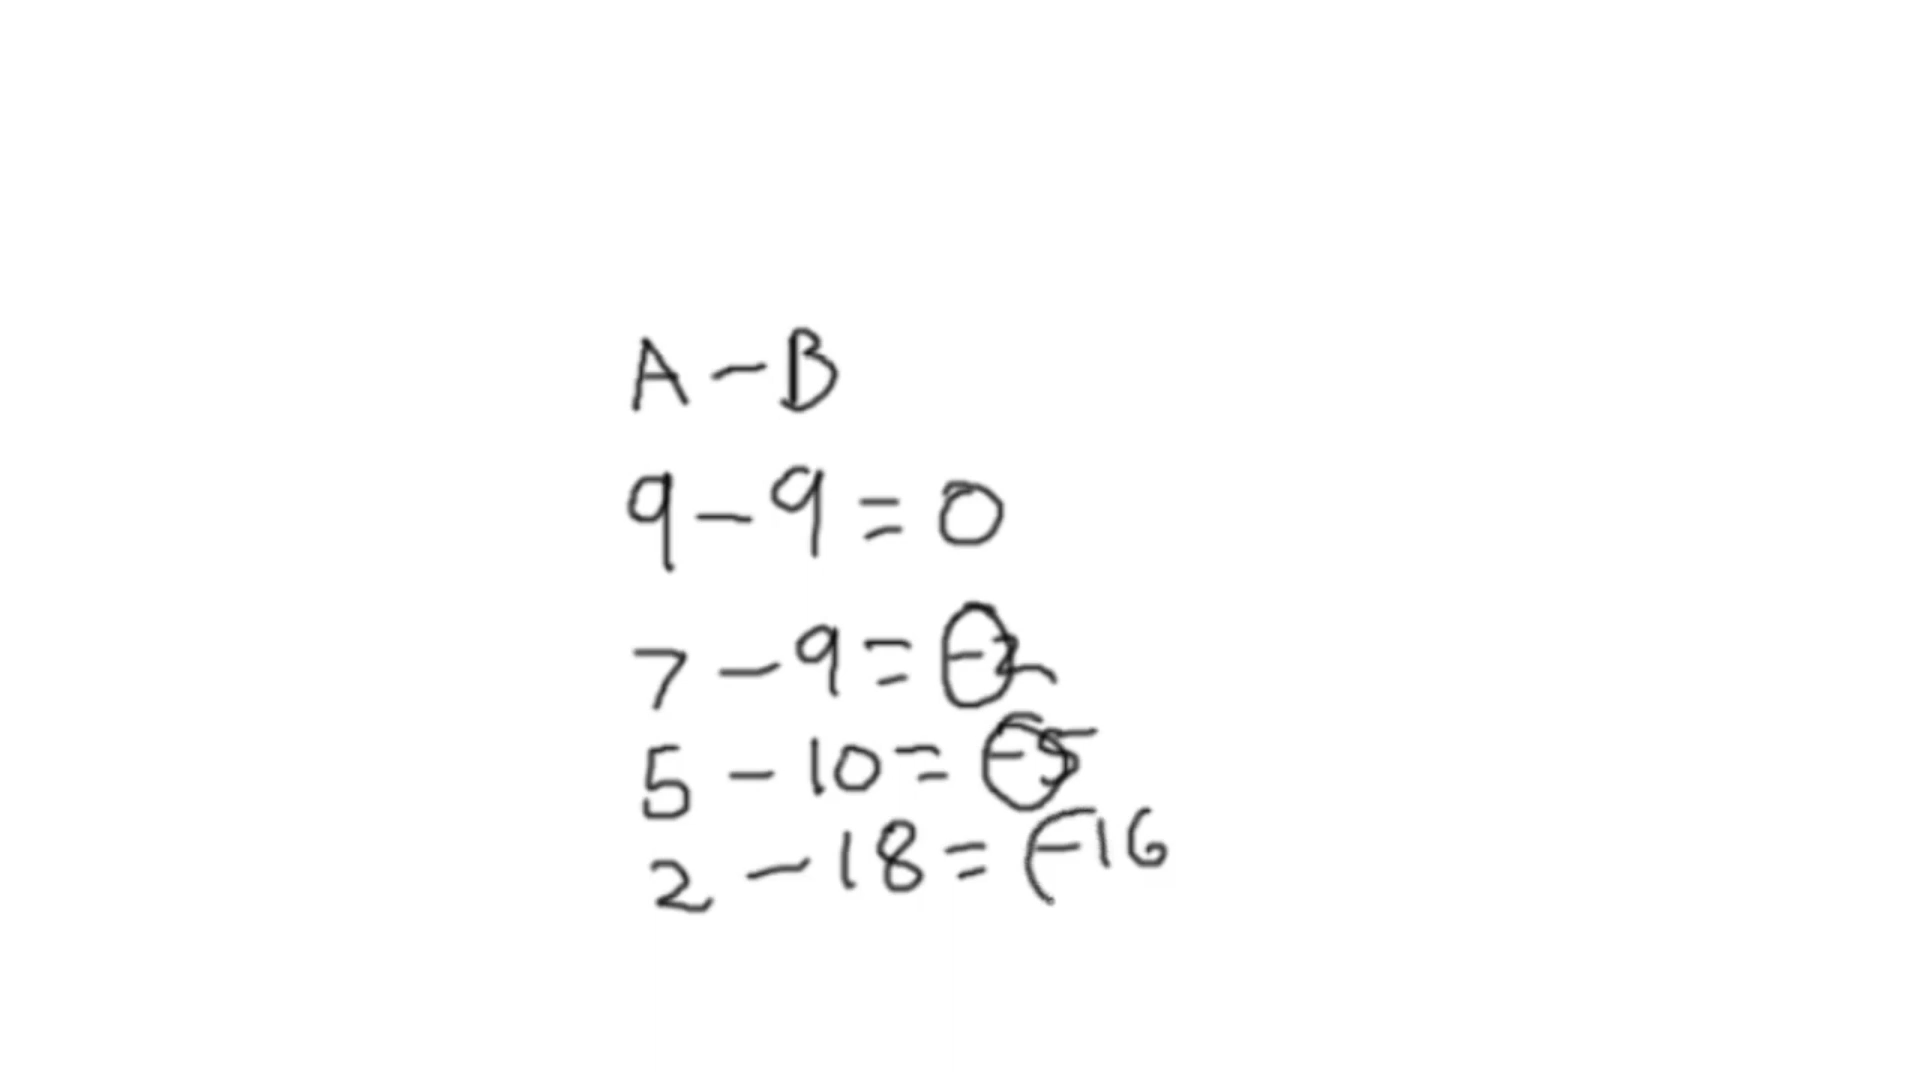 A - B
9 - 9 = 0
7 - 9 = -2
5 - 10 = -5
2 - 18 = -16